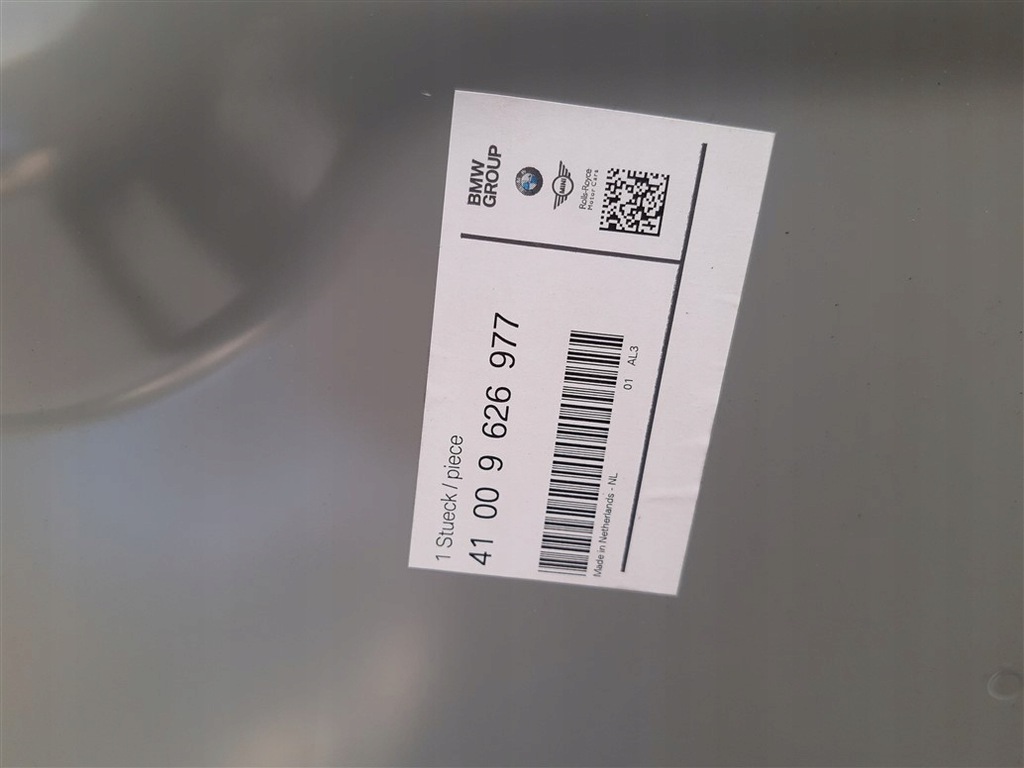 BMW
GROUP
MINI
Rolls-Royce
Motor Cars
1 Stueck / piece
41 00 9 626 977
Made in Netherlands - NL
01 AL3